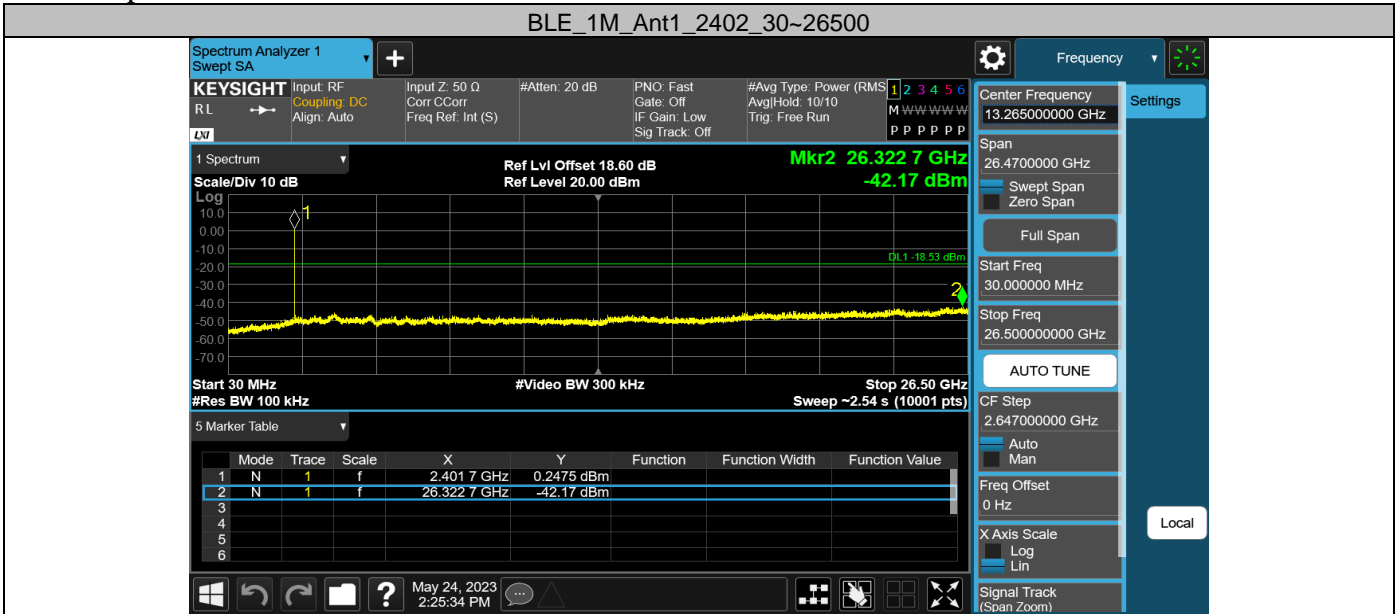 BLE_1M_Ant1_2402_30~26500
Spectrum Analyzer 1
Swept SA
Frequency
KEYSIGHT
RL
LXI
Input: RF
Coupling: DC
Align: Auto
Input Z: 50 Ω
Corr CCorr
Freq Ref: Int (S)
#Atten: 20 dB
PNO: Fast
Gate: Off
IF Gain: Low
Sig Track: Off
#Avg Type: Power (RMS
Avg|Hold: 10/10
Trig: Free Run
1 2 3 4 5 6
M W W W W W
P P P P P P
1 Spectrum
Scale/Div 10 dB
Ref Lvl Offset 18.60 dB
Ref Level 20.00 dBm
Mkr2 26.322 7 GHz
-42.17 dBm
Log
10.0
0.00
-10.0
-20.0
-30.0
-40.0
-50.0
-60.0
-70.0
1
DL1 -18.53 dBm
2
Start 30 MHz
#Res BW 100 kHz
#Video BW 300 kHz
Stop 26.50 GHz
Sweep ~2.54 s (10001 pts)
5 Marker Table
Mode Trace Scale X Y Function Function Width Function Value
1 N 1 f 2.401 7 GHz 0.2475 dBm
2 N 1 f 26.322 7 GHz -42.17 dBm
3
4
5
6
May 24, 2023
2:25:34 PM
Center Frequency
13.265000000 GHz
Settings
Span
26.4700000 GHz
Swept Span
Zero Span
Full Span
Start Freq
30.000000 MHz
Stop Freq
26.500000000 GHz
AUTO TUNE
CF Step
2.647000000 GHz
Auto
Man
Freq Offset
0 Hz
Local
X Axis Scale
Log
Lin
Signal Track
(Span Zoom)